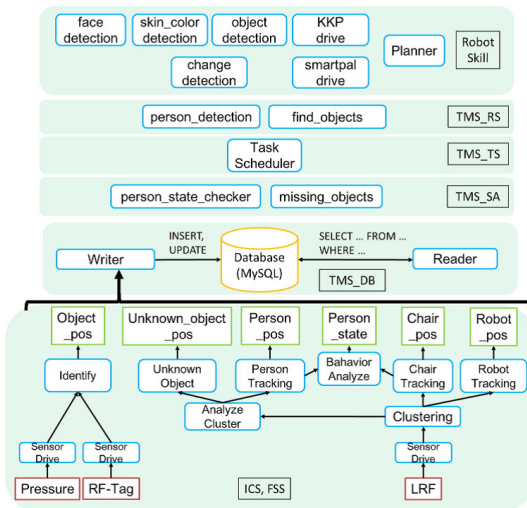 face
detection
skin_color
detection
object
detection
KKP
drive
Planner
Robot
Skill
change
detection
smartpal
drive
person_detection
find_objects
TMS_RS
Task
Scheduler
TMS_TS
person_state_checker
missing_objects
TMS_SA
Writer
INSERT,
UPDATE
Database
(MySQL)
SELECT ... FROM ...
WHERE ...
Reader
TMS_DB
Object
_pos
Unknown_object
_pos
Person
_pos
Person
_state
Chair
_pos
Robot
_pos
Identify
Unknown
Object
Person
Tracking
Bahavior
Analyze
Chair
Tracking
Robot
Tracking
Analyze
Cluster
Clustering
Sensor
Drive
Sensor
Drive
Sensor
Drive
Pressure
RF-Tag
ICS, FSS
LRF